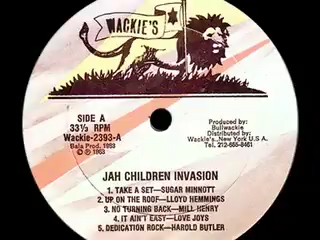 WACKIE'S
SIDE A
33⅓ RPM
Wackie-2393-A
Bala Prod. 1983
℗ © 1983
Produced by:
Bullwackie
Distributed by:
Wackie's, New York U.S.A.
Tel. 212-655-8461
JAH CHILDREN INVASION
1. TAKE A SET—SUGAR MINNOTT
2. UP ON THE ROOF—LLOYD HEMMINGS
3. NO TURNING BACK—MILL HENRY
4. IT AIN'T EASY—LOVE JOYS
5. DEDICATION ROCK—HAROLD BUTLER